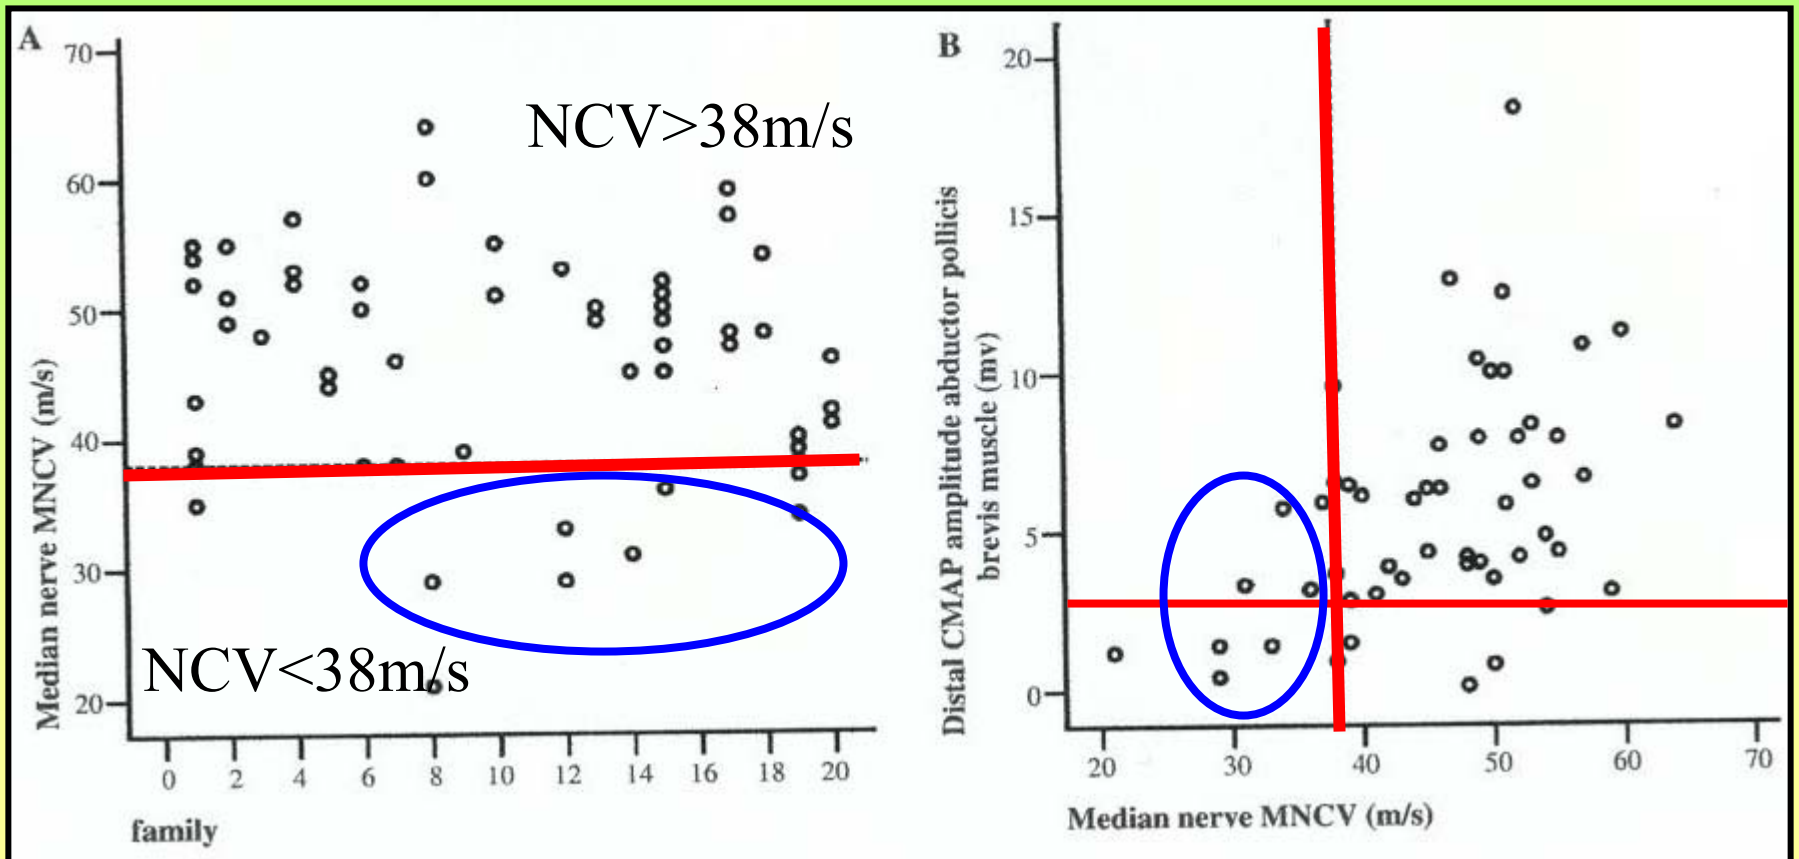 A
70
60
50
40
30
20
NCV>38m/s
NCV<38m/s
Median nerve MNCV (m/s)
0 2 4 6 8 10 12 14 16 18 20
family
B
20
15
10
5
0
Distal CMAP amplitude abductor pollicis
brevis muscle (mv)
20 30 40 50 60 70
Median nerve MNCV (m/s)